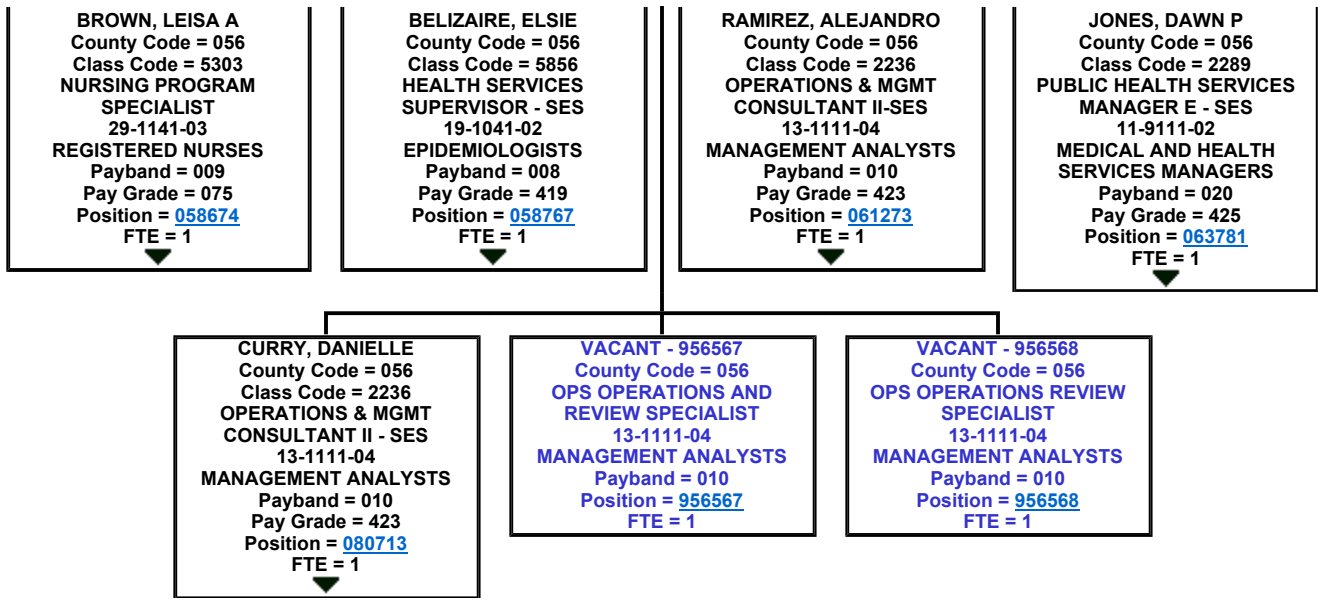 BROWN, LEISA A
County Code = 056
Class Code = 5303
NURSING PROGRAM
SPECIALIST
29-1141-03
REGISTERED NURSES
Payband = 009
Pay Grade = 075
Position = 058674
FTE = 1
BELIZAIRE, ELSIE
County Code = 056
Class Code = 5856
HEALTH SERVICES
SUPERVISOR - SES
19-1041-02
EPIDEMIOLOGISTS
Payband = 008
Pay Grade = 419
Position = 058767
FTE = 1
RAMIREZ, ALEJANDRO
County Code = 056
Class Code = 2236
OPERATIONS & MGMT
CONSULTANT II-SES
13-1111-04
MANAGEMENT ANALYSTS
Payband = 010
Pay Grade = 423
Position = 061273
FTE = 1
JONES, DAWN P
County Code = 056
Class Code = 2289
PUBLIC HEALTH SERVICES
MANAGER E - SES
11-9111-02
MEDICAL AND HEALTH
SERVICES MANAGERS
Payband = 020
Pay Grade = 425
Position = 063781
FTE = 1
CURRY, DANIELLE
County Code = 056
Class Code = 2236
OPERATIONS & MGMT
CONSULTANT II - SES
13-1111-04
MANAGEMENT ANALYSTS
Payband = 010
Pay Grade = 423
Position = 080713
FTE = 1
VACANT - 956567
County Code = 056
OPS OPERATIONS AND
REVIEW SPECIALIST
13-1111-04
MANAGEMENT ANALYSTS
Payband = 010
Position = 956567
FTE = 1
VACANT - 956568
County Code = 056
OPS OPERATIONS REVIEW
SPECIALIST
13-1111-04
MANAGEMENT ANALYSTS
Payband = 010
Position = 956568
FTE = 1